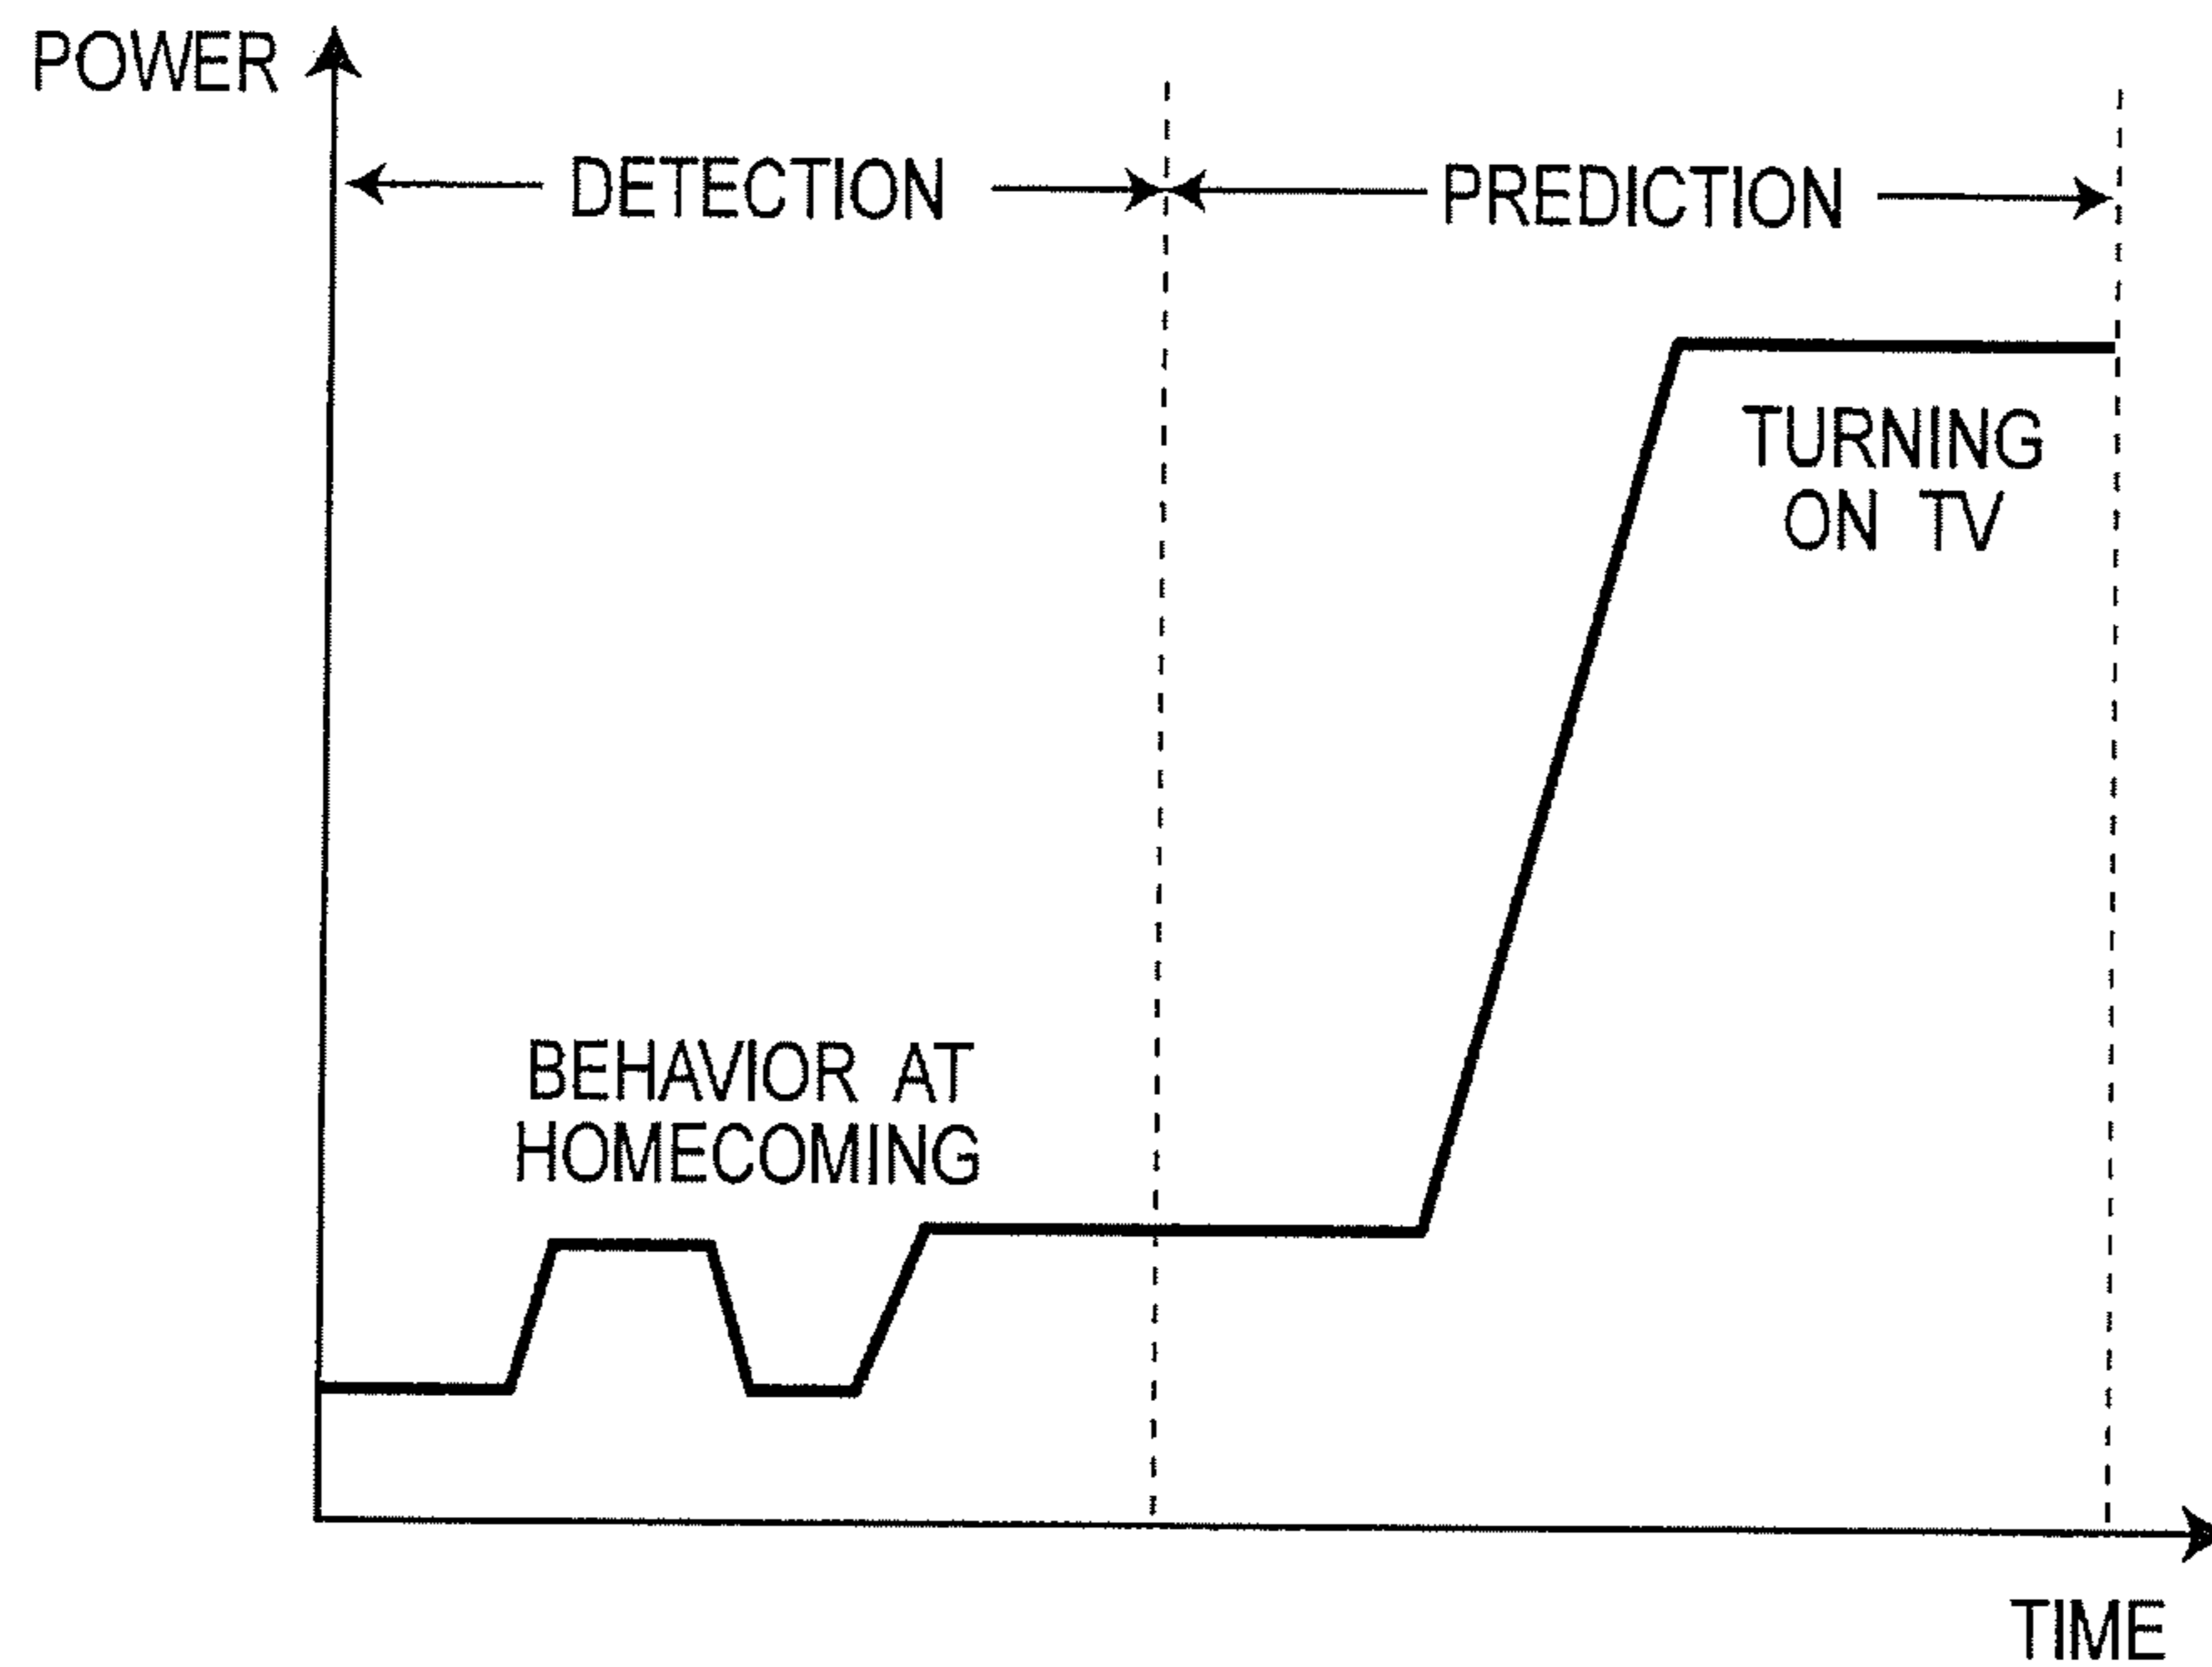 POWER
DETECTION
PREDICTION
TURNING
ON TV
BEHAVIOR AT
HOMECOMING
TIME